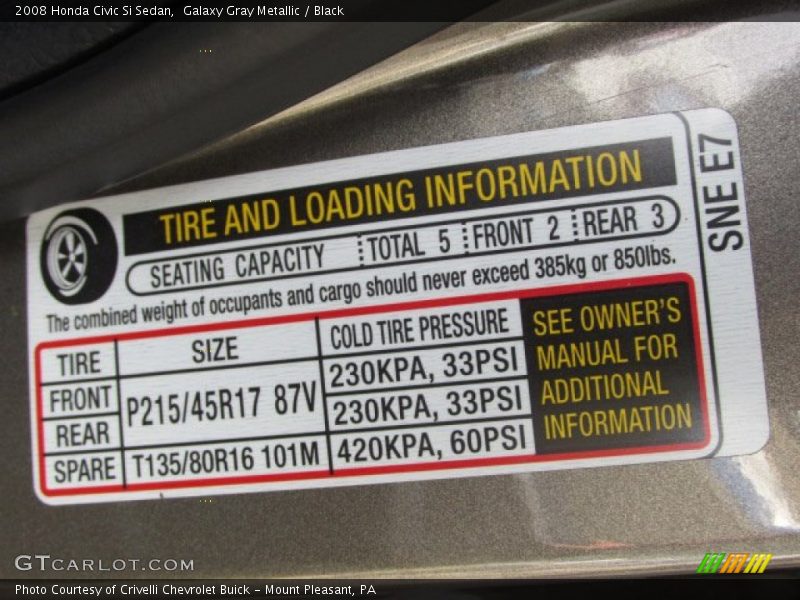 2008 Honda Civic Si Sedan,  Galaxy Gray Metallic / Black
TIRE AND LOADING INFORMATION
SEATING CAPACITY TOTAL 5 FRONT 2 REAR 3
The combined weight of occupants and cargo should never exceed 385kg or 850lbs.
TIRE SIZE COLD TIRE PRESSURE
FRONT P215/45R17 87V 230KPA, 33PSI
REAR 230KPA, 33PSI
SPARE T135/80R16 101M 420KPA, 60PSI
SEE OWNER'S
MANUAL FOR
ADDITIONAL
INFORMATION
SNE E7
GTCARLOT.COM
Photo Courtesy of Crivelli Chevrolet Buick - Mount Pleasant, PA